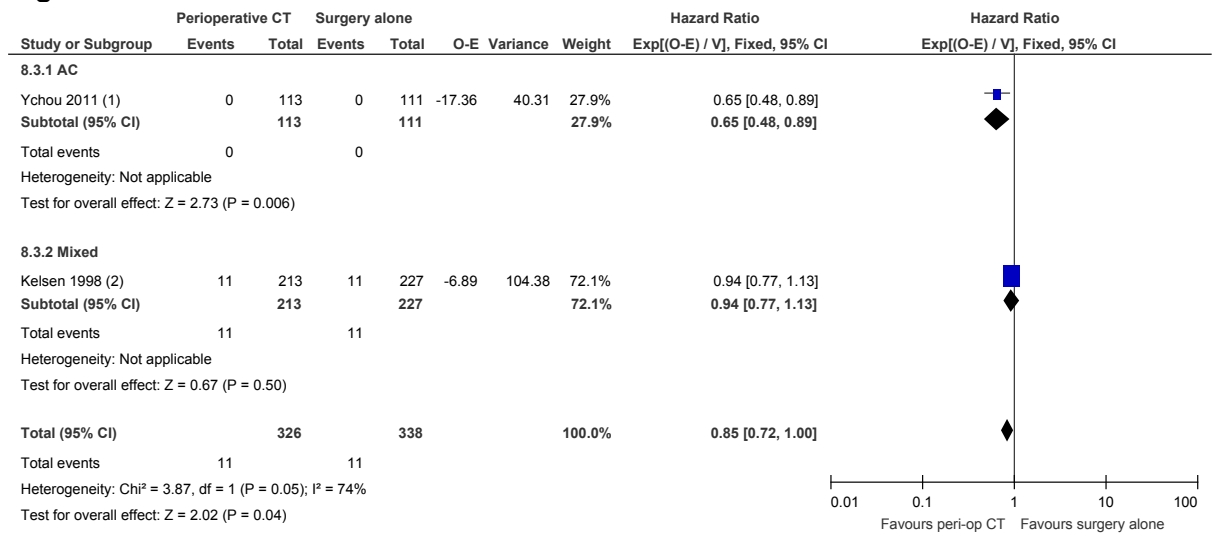 Perioperative CT Surgery alone Hazard Ratio Hazard Ratio
Study or Subgroup Events Total Events Total O-E Variance Weight Exp[(O-E) / V], Fixed, 95% CI Exp[(O-E) / V], Fixed, 95% CI
8.3.1 AC
Ychou 2011 (1) 0 113 0 111 -17.36 40.31 27.9% 0.65 [0.48, 0.89]
Subtotal (95% CI) 113 111 27.9% 0.65 [0.48, 0.89]
Total events 0 0
Heterogeneity: Not applicable
Test for overall effect: Z = 2.73 (P = 0.006)
8.3.2 Mixed
Kelsen 1998 (2) 11 213 11 227 -6.89 104.38 72.1% 0.94 [0.77, 1.13]
Subtotal (95% CI) 213 227 72.1% 0.94 [0.77, 1.13]
Total events 11 11
Heterogeneity: Not applicable
Test for overall effect: Z = 0.67 (P = 0.50)
Total (95% CI) 326 338 100.0% 0.85 [0.72, 1.00]
Total events 11 11
Heterogeneity: Chi² = 3.87, df = 1 (P = 0.05); I² = 74%
Test for overall effect: Z = 2.02 (P = 0.04)
0.01 0.1 1 10 100
Favours peri-op CT Favours surgery alone